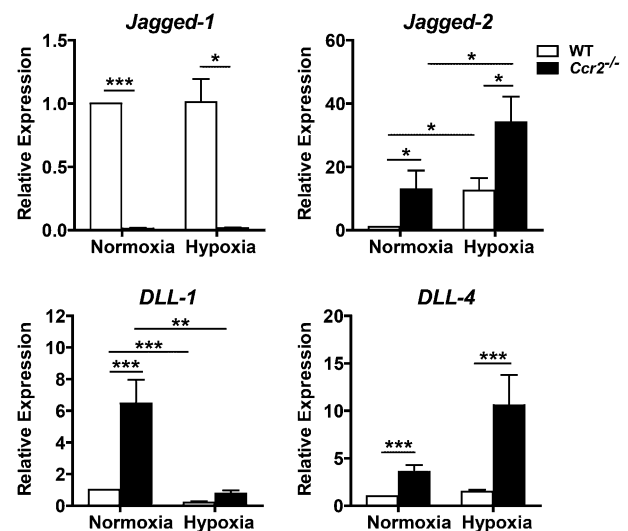 Jagged-1
Relative Expression
1.5
1.0
0.5
0.0
***
*
Normoxia Hypoxia
Jagged-2
Relative Expression
60
40
20
0
*
*
*
*
Normoxia Hypoxia
WT
Ccr2-/-
DLL-1
Relative Expression
12
10
8
6
4
2
0
**
***
***
Normoxia Hypoxia
DLL-4
Relative Expression
20
15
10
5
0
***
***
Normoxia Hypoxia